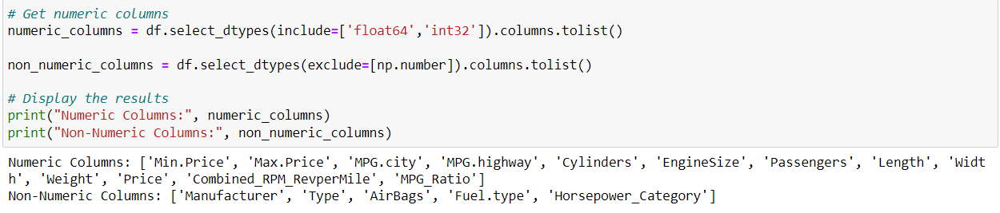 # Get numeric columns
numeric_columns = df.select_dtypes(include=['float64','int32']).columns.tolist()
non_numeric_columns = df.select_dtypes(exclude=[np.number]).columns.tolist()
# Display the results
print("Numeric Columns:", numeric_columns)
print("Non-Numeric Columns:", non_numeric_columns)
Numeric Columns: ['Min.Price', 'Max.Price', 'MPG.city', 'MPG.highway', 'Cylinders', 'EngineSize', 'Passengers', 'Length', 'Widt
h', 'Weight', 'Price', 'Combined_RPM_RevperMile', 'MPG_Ratio']
Non-Numeric Columns: ['Manufacturer', 'Type', 'AirBags', 'Fuel.type', 'Horsepower_Category']